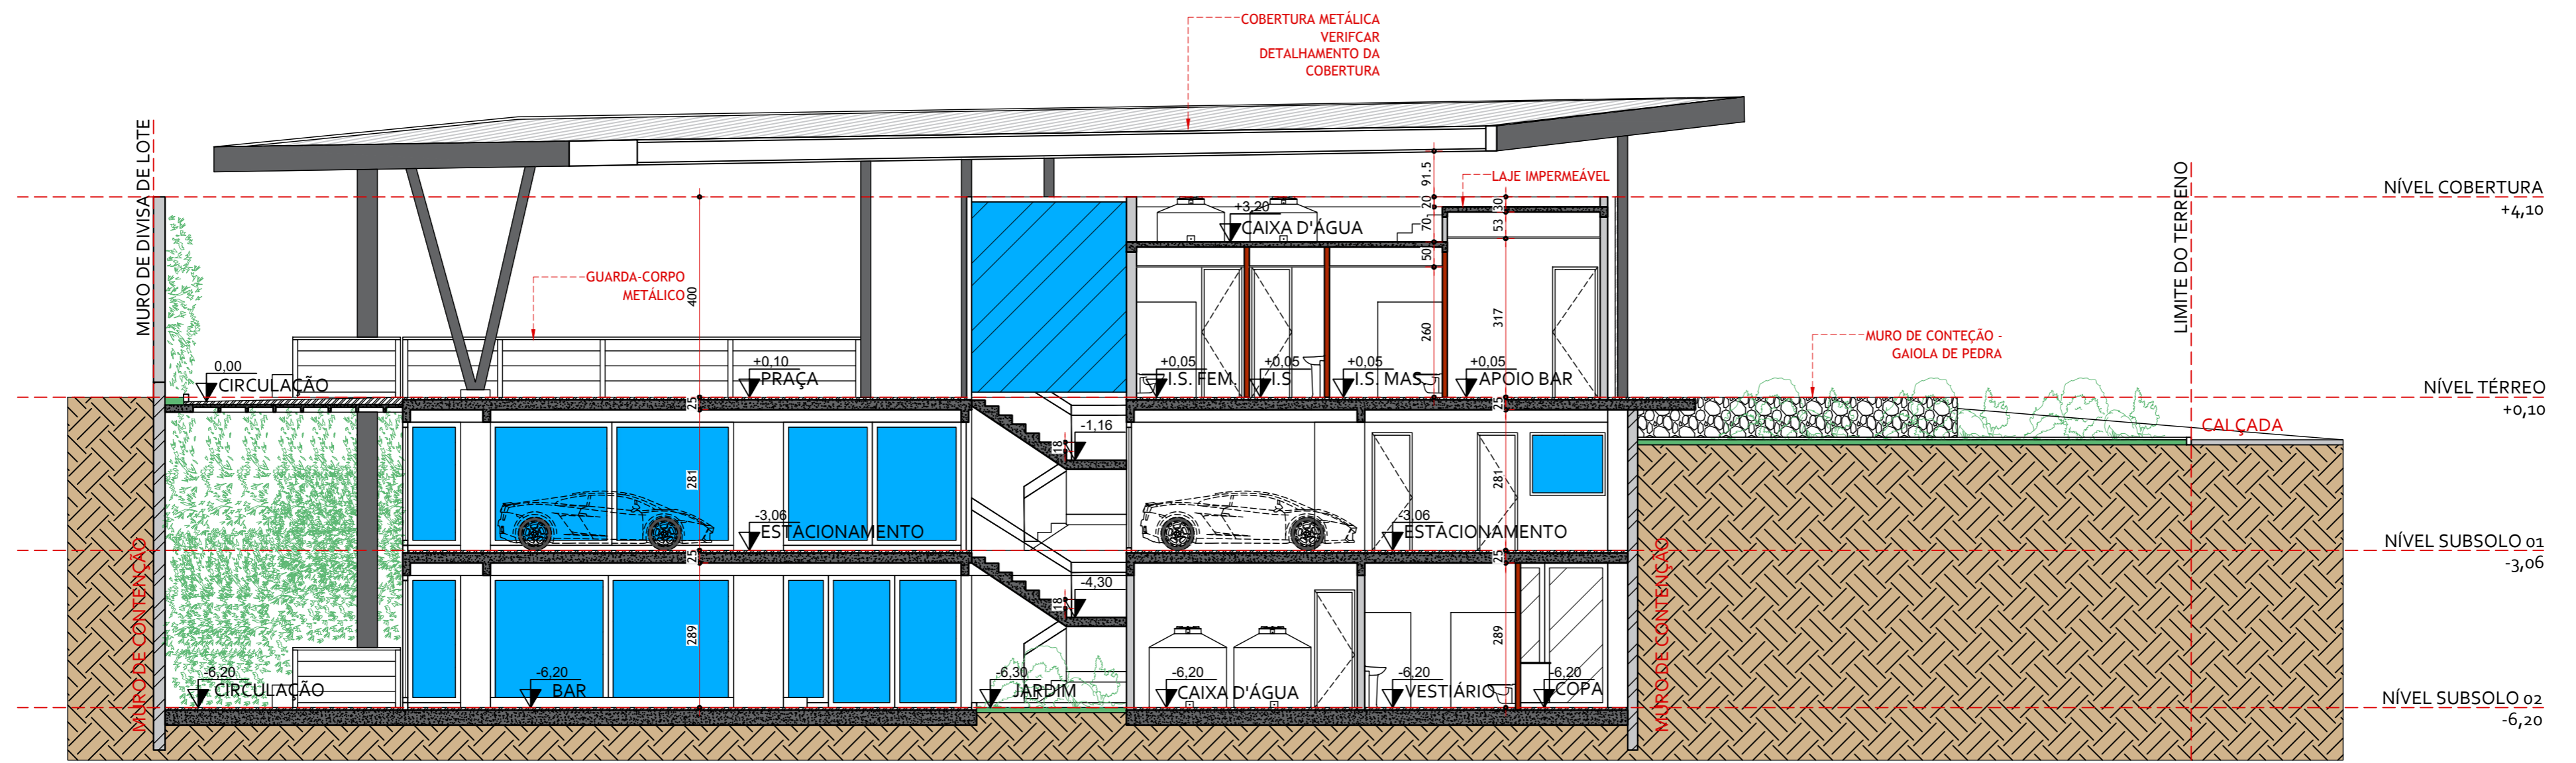 COBERTURA METÁLICA
VERIFCAR
DETALHAMENTO DA
COBERTURA
MURO DE DIVISA DE LOTE
LIMITE DO TERRENO
91.5
LAJE IMPERMEÁVEL
NÍVEL COBERTURA
+4,10
20
30
+3,20
CAIXA D'ÁGUA
70
53
50
GUARDA-CORPO
METÁLICO
400
317
260
MURO DE CONTEÇÃO -
GAIOLA DE PEDRA
0,00
CIRCULAÇÃO
+0,10
PRAÇA
+0,05
I.S. FEM.
+0,05
I.S
+0,05
I.S. MAS.
+0,05
APOIO BAR
NÍVEL TÉRREO
+0,10
25
25
-1,16
18
CALÇADA
281
281
-3,06
ESTACIONAMENTO
-3,06
ESTACIONAMENTO
NÍVEL SUBSOLO 01
-3,06
25
25
MURO DE CONTENÇÃO
MURO DE CONTENÇÃO
-4,30
18
289
289
-6,20
CIRCULAÇÃO
-6,20
BAR
-6,30
JARDIM
-6,20
CAIXA D'ÁGUA
-6,20
VESTIÁRIO
-6,20
COPA
NÍVEL SUBSOLO 02
-6,20